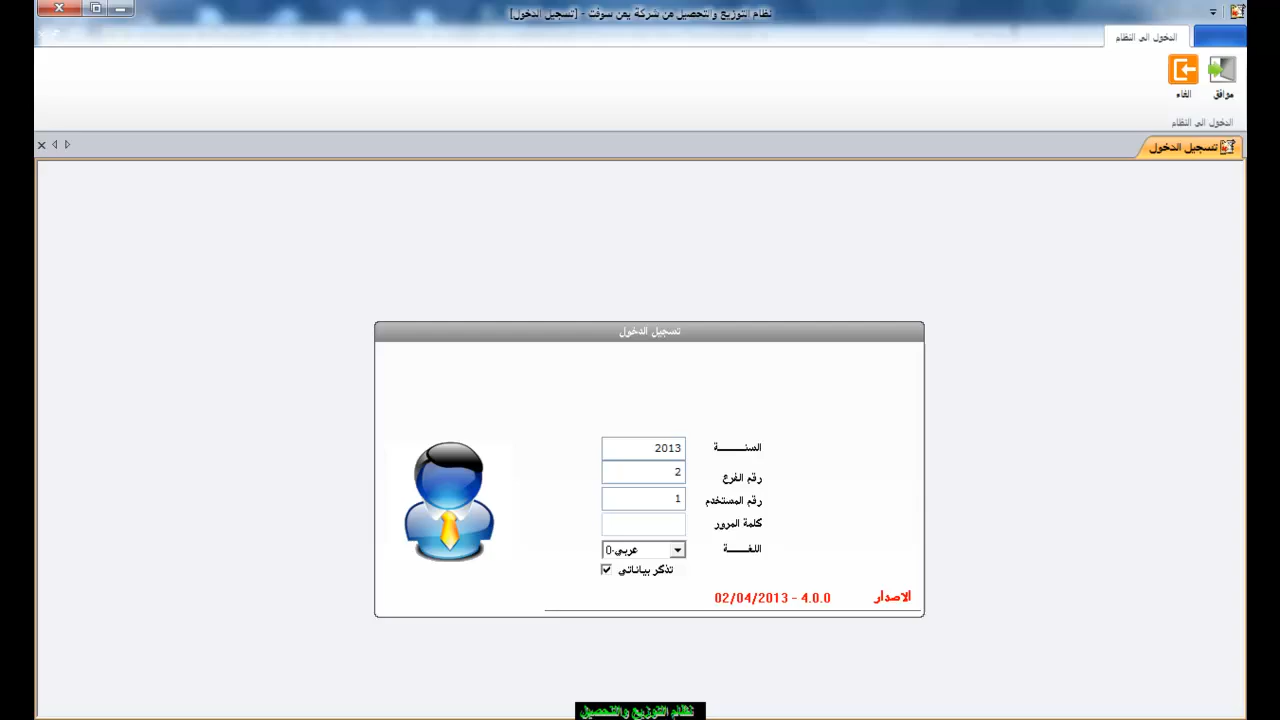 نظام التوزيع والتحصيل من شركة يمن سوفت - [تسجيل الدخول]
الدخول الى النظام
موافق
الغاء
الدخول الى النظام
تسجيل الدخول
تسجيل الدخول
السنـــــة 2013
رقم الفرع 2
رقم المستخدم 1
كلمة المرور
اللغـــــة عربي-0
تذكر بياناتي
الاصدار 4.0.0 - 02/04/2013
نظام التوزيع والتحصيل